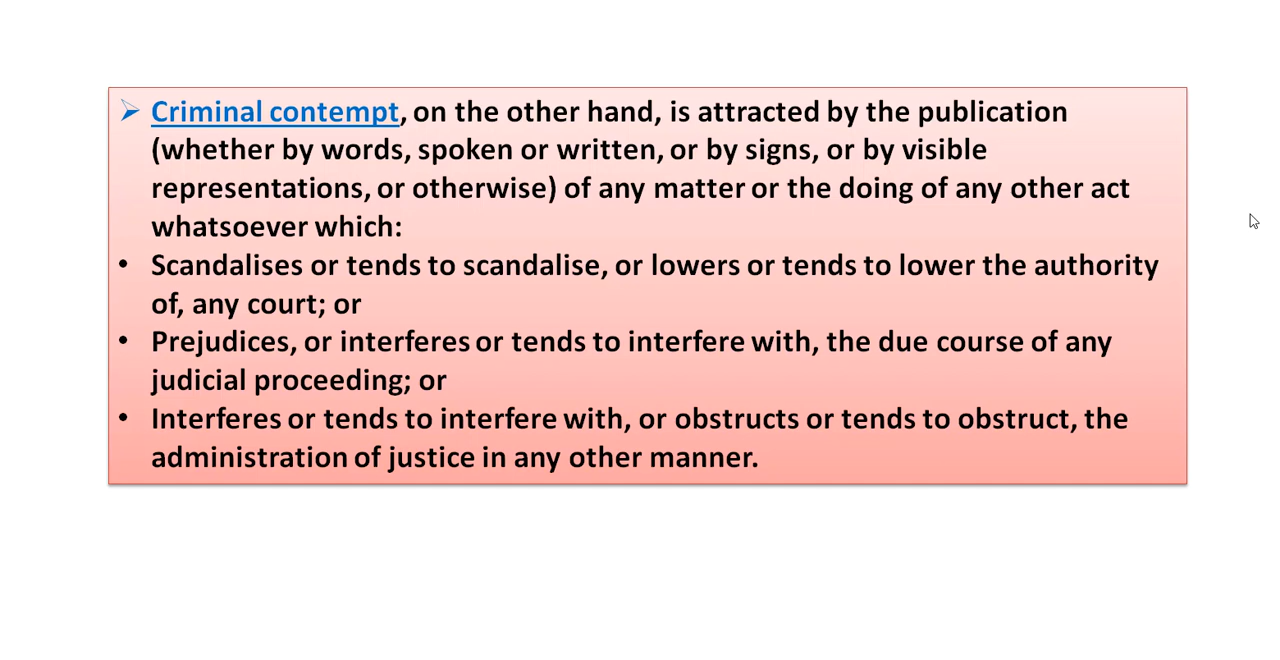 ➢ Criminal contempt, on the other hand, is attracted by the publication
(whether by words, spoken or written, or by signs, or by visible
representations, or otherwise) of any matter or the doing of any other act
whatsoever which:
• Scandalises or tends to scandalise, or lowers or tends to lower the authority
of, any court; or
• Prejudices, or interferes or tends to interfere with, the due course of any
judicial proceeding; or
• Interferes or tends to interfere with, or obstructs or tends to obstruct, the
administration of justice in any other manner.